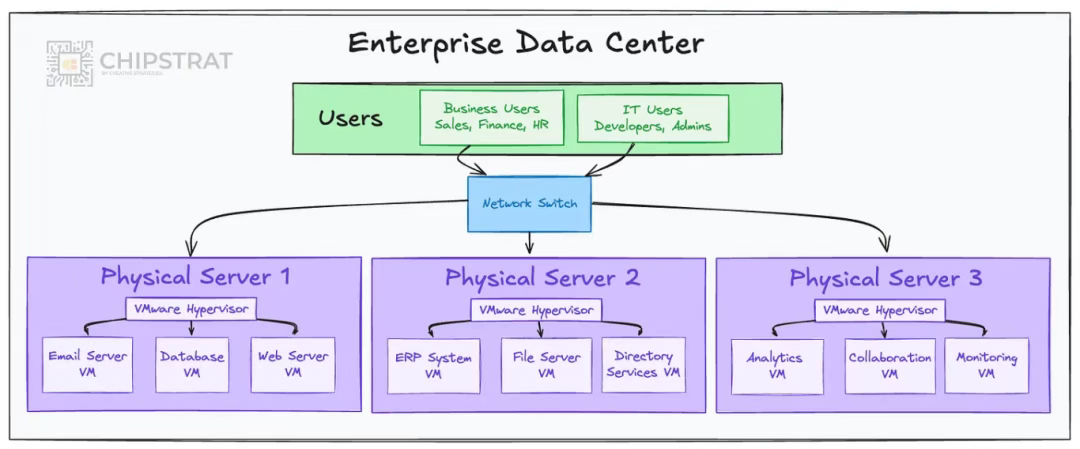 Enterprise Data Center
CHIPSTRAT
BY CREATIVE STRATEGIES
Users
Business Users
Sales, Finance, HR
IT Users
Developers, Admins
Network Switch
Physical Server 1
VMware Hypervisor
Email Server
VM
Database
VM
Web Server
VM
Physical Server 2
VMware Hypervisor
ERP System
VM
File Server
VM
Directory
Services VM
Physical Server 3
VMware Hypervisor
Analytics
VM
Collaboration
VM
Monitoring
VM